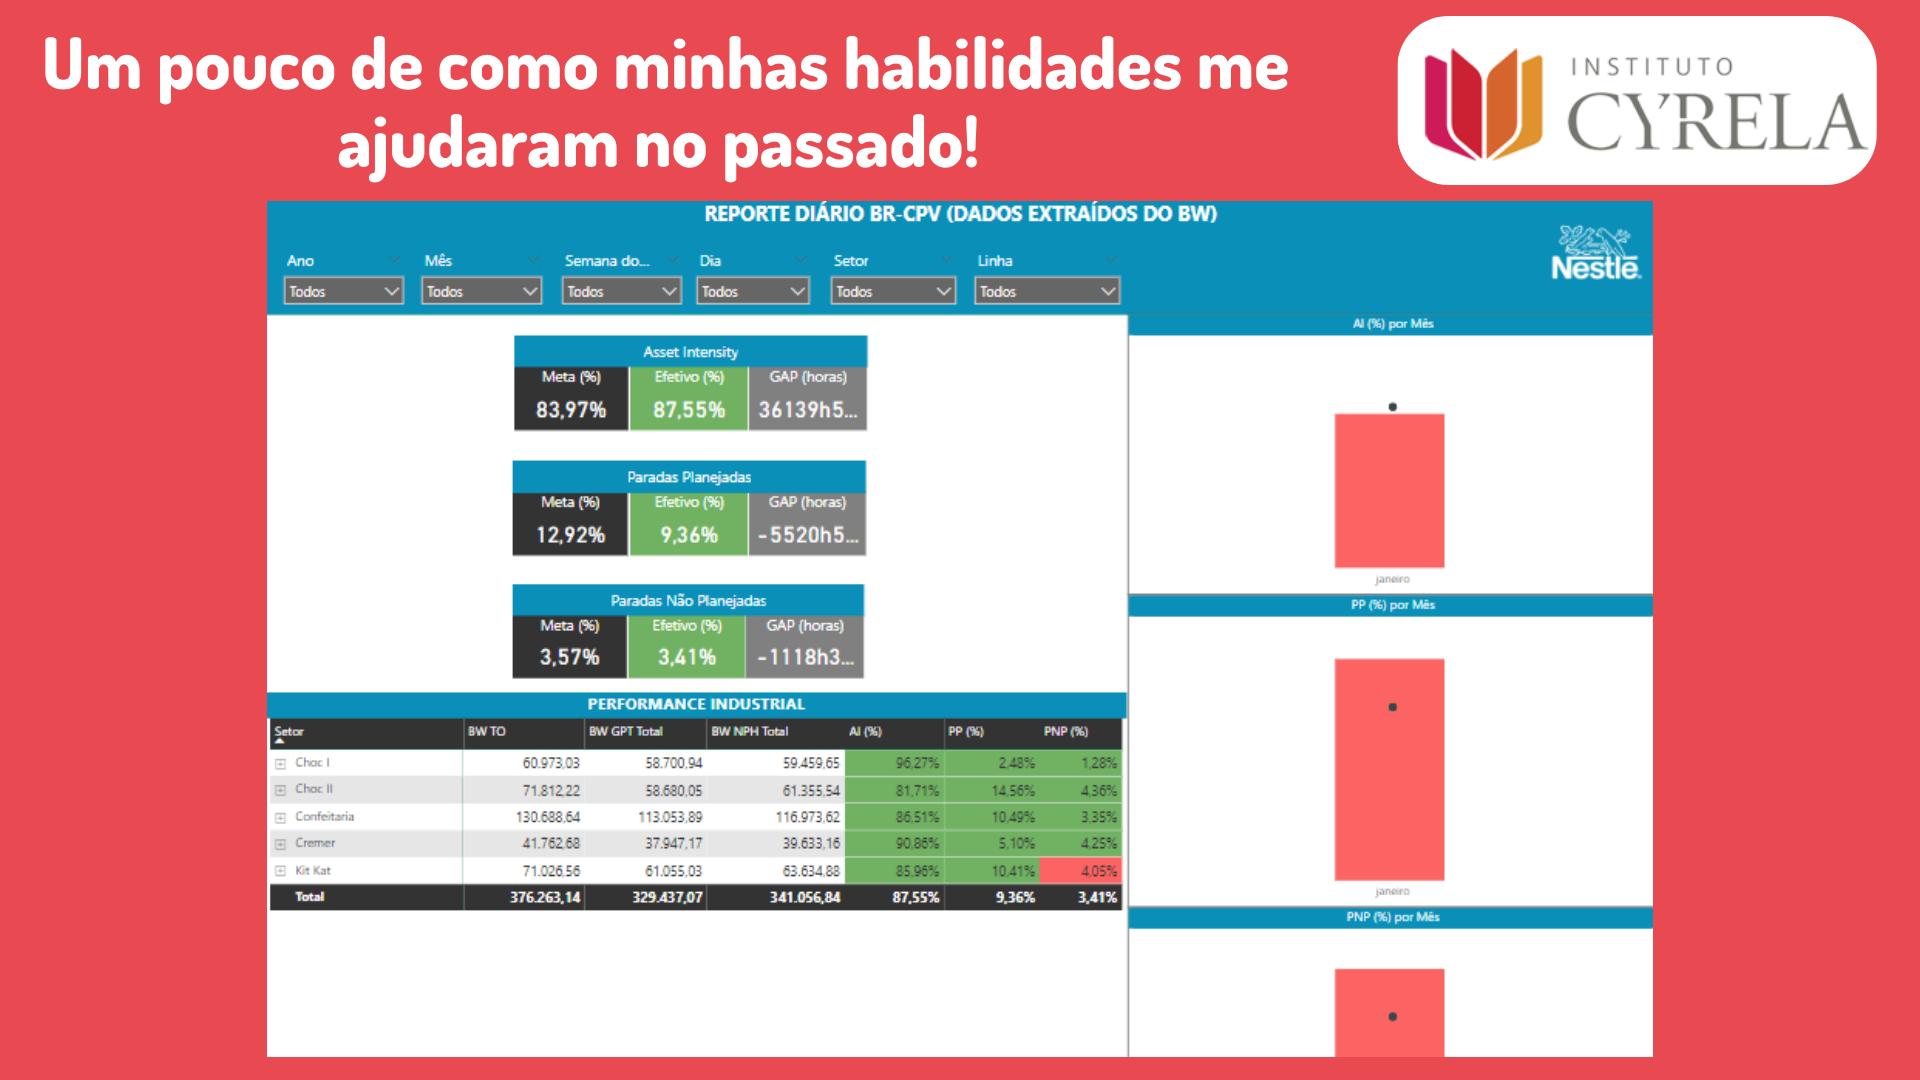 Um pouco de como minhas habilidades me
ajudaram no passado!
INSTITUTO
CYRELA
REPORTE DIÁRIO BR-CPV (DADOS EXTRAÍDOS DO BW)
Nestlé
Ano Mês Semana do... Dia Setor Linha
Todos Todos Todos Todos Todos Todos
Asset Intensity
Meta (%) Efetivo (%) GAP (horas)
83,97% 87,55% 36139h5...
Paradas Planejadas
Meta (%) Efetivo (%) GAP (horas)
12,92% 9,36% -5520h5...
Paradas Não Planejadas
Meta (%) Efetivo (%) GAP (horas)
3,57% 3,41% -1118h3...
PERFORMANCE INDUSTRIAL
Setor BW TO BW GPT Total BW NPH Total AI (%) PP (%) PNP (%)
Choc I 60.973,03 58.700,94 59.459,65 96,27% 2,48% 1,28%
Choc II 71.812,22 58.680,05 61.355,54 81,71% 14,56% 4,36%
Confeitaria 130.688,64 113.053,89 116.973,62 86,51% 10,49% 3,35%
Cremer 41.762,68 37.947,17 39.633,16 90,86% 5,10% 4,25%
Kit Kat 71.026,56 61.055,03 63.634,88 85,96% 10,41% 4,05%
Total 376.263,14 329.437,07 341.056,84 87,55% 9,36% 3,41%
AI (%) por Mês
janeiro
PP (%) por Mês
janeiro
PNP (%) por Mês